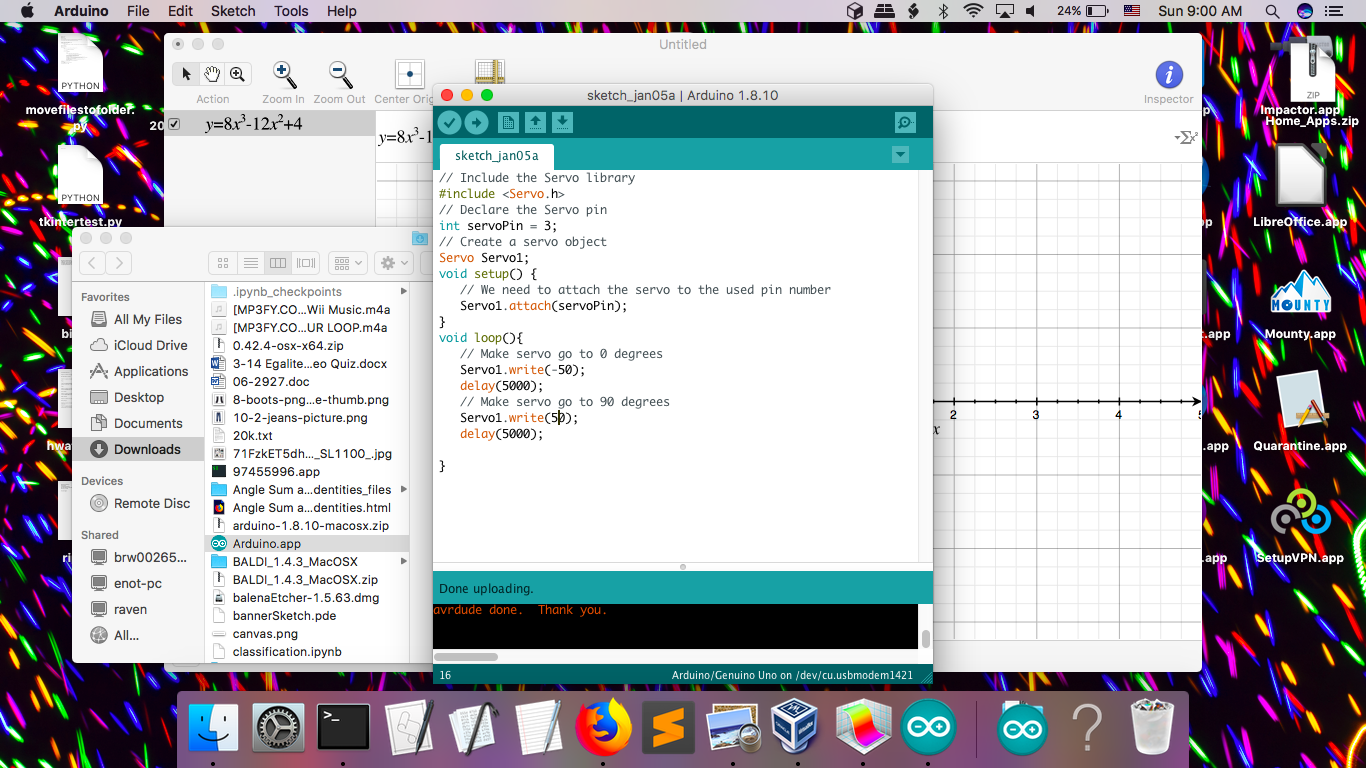 Arduino File Edit Sketch Tools Help
24% Sun 9:00 AM
Untitled
Action Zoom In Zoom Out Center Orig Inspector
y=8x³-12x²+4
y=8x³-1
Σx²
2 3 4 5
x
sketch_jan05a | Arduino 1.8.10
sketch_jan05a
// Include the Servo library
#include <Servo.h>
// Declare the Servo pin
int servoPin = 3;
// Create a servo object
Servo Servo1;
void setup() {
// We need to attach the servo to the used pin number
Servo1.attach(servoPin);
}
void loop(){
// Make servo go to 0 degrees
Servo1.write(-50);
delay(5000);
// Make servo go to 90 degrees
Servo1.write(50);
delay(5000);
}
Done uploading.
avrdude done.  Thank you.
16 Arduino/Genuino Uno on /dev/cu.usbmodem1421
Favorites
All My Files
iCloud Drive
Applications
Desktop
Documents
Downloads
Devices
Remote Disc
Shared
brw00265...
enot-pc
raven
All...
.ipynb_checkpoints
[MP3FY.CO...Wii Music.m4a
[MP3FY.CO...UR LOOP.m4a
0.42.4-osx-x64.zip
3-14 Egalite...eo Quiz.docx
06-2927.doc
8-boots-png...e-thumb.png
10-2-jeans-picture.png
20k.txt
71FzkET5dh..._SL1100_.jpg
97455996.app
Angle Sum a...dentities_files
Angle Sum a...dentities.html
arduino-1.8.10-macosx.zip
Arduino.app
BALDI_1.4.3_MacOSX
BALDI_1.4.3_MacOSX.zip
balenaEtcher-1.5.63.dmg
bannerSketch.pde
canvas.png
classification.ipynb
PYTHON
movefilestofolder.
py
20
PYTHON
tkintertest.py
bi
hwa
ri
ZIP
Impactor.app
Home_Apps.zip
LibreOffice.app
MOUNTY
Mounty.app
Quarantine.app
SetupVPN.app
p
p
.app
.app